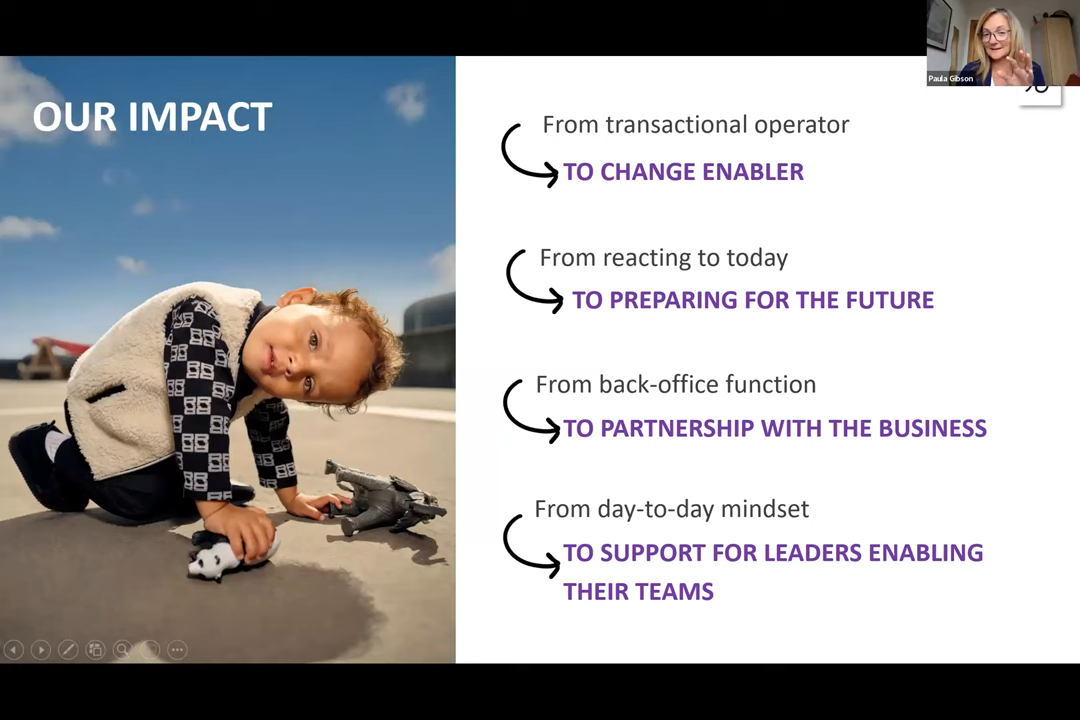 Paula Gibson
OUR IMPACT
From transactional operator
TO CHANGE ENABLER
From reacting to today
TO PREPARING FOR THE FUTURE
From back-office function
TO PARTNERSHIP WITH THE BUSINESS
From day-to-day mindset
TO SUPPORT FOR LEADERS ENABLING
THEIR TEAMS